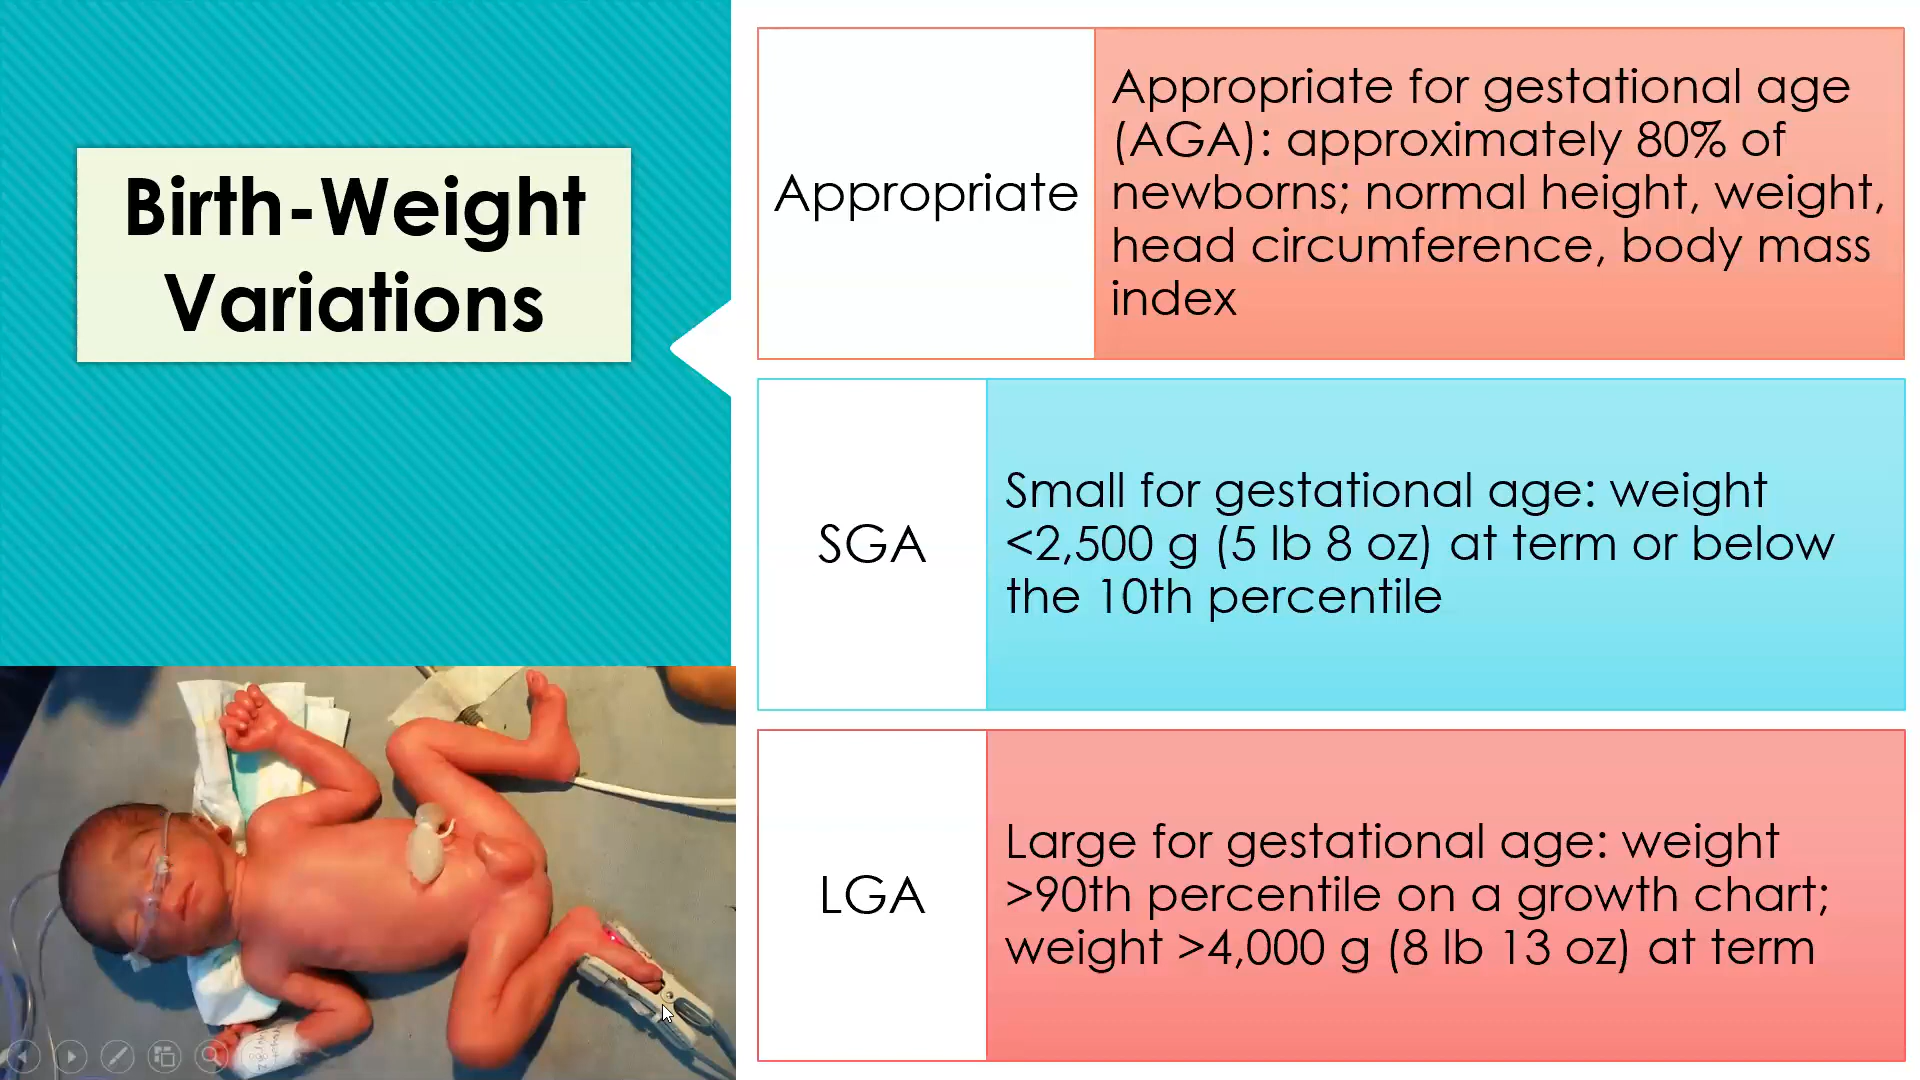 Birth-Weight
Variations
Appropriate
Appropriate for gestational age
(AGA): approximately 80% of
newborns; normal height, weight,
head circumference, body mass
index
SGA
Small for gestational age: weight
<2,500 g (5 lb 8 oz) at term or below
the 10th percentile
LGA
Large for gestational age: weight
>90th percentile on a growth chart;
weight >4,000 g (8 lb 13 oz) at term